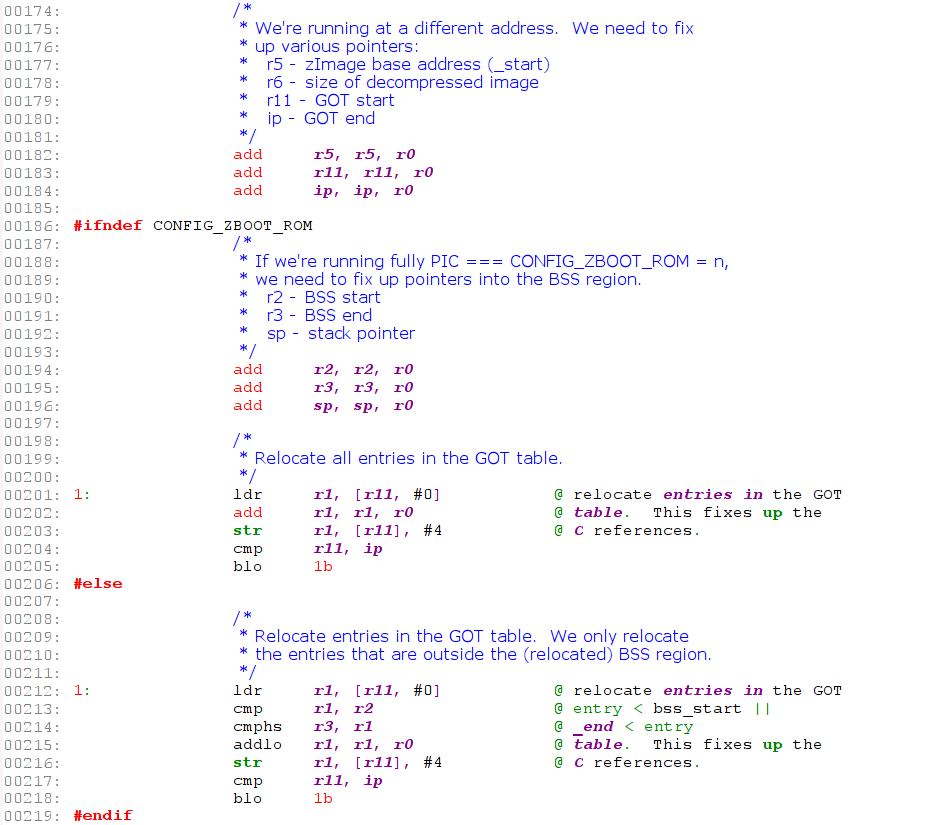 00174: /*
00175: * We're running at a different address.  We need to fix
00176: * up various pointers:
00177: *   r5 - zImage base address (_start)
00178: *   r6 - size of decompressed image
00179: *   r11 - GOT start
00180: *   ip - GOT end
00181: */
00182: add r5, r5, r0
00183: add r11, r11, r0
00184: add ip, ip, r0
00185:
00186: #ifndef CONFIG_ZBOOT_ROM
00187: /*
00188: * If we're running fully PIC === CONFIG_ZBOOT_ROM = n,
00189: * we need to fix up pointers into the BSS region.
00190: *   r2 - BSS start
00191: *   r3 - BSS end
00192: *   sp - stack pointer
00193: */
00194: add r2, r2, r0
00195: add r3, r3, r0
00196: add sp, sp, r0
00197:
00198: /*
00199: * Relocate all entries in the GOT table.
00200: */
00201: 1: ldr r1, [r11, #0] @ relocate entries in the GOT
00202: add r1, r1, r0 @ table.  This fixes up the
00203: str r1, [r11], #4 @ C references.
00204: cmp r11, ip
00205: blo 1b
00206: #else
00207:
00208: /*
00209: * Relocate entries in the GOT table.  We only relocate
00210: * the entries that are outside the (relocated) BSS region.
00211: */
00212: 1: ldr r1, [r11, #0] @ relocate entries in the GOT
00213: cmp r1, r2 @ entry < bss_start ||
00214: cmphs r3, r1 @ _end < entry
00215: addlo r1, r1, r0 @ table.  This fixes up the
00216: str r1, [r11], #4 @ C references.
00217: cmp r11, ip
00218: blo 1b
00219: #endif